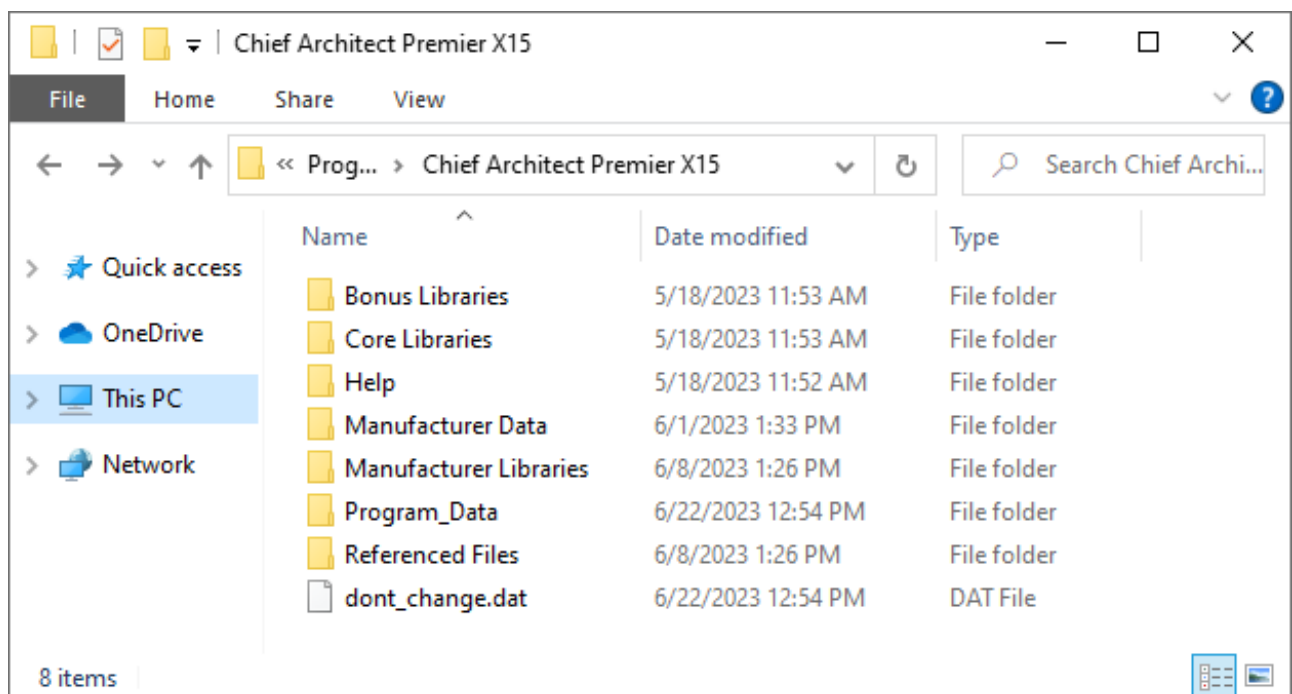 Chief Architect Premier X15
File Home Share View
« Prog... › Chief Architect Premier X15 Search Chief Archi...
Name Date modified Type
Quick access
OneDrive
This PC
Network
Bonus Libraries 5/18/2023 11:53 AM File folder
Core Libraries 5/18/2023 11:53 AM File folder
Help 5/18/2023 11:52 AM File folder
Manufacturer Data 6/1/2023 1:33 PM File folder
Manufacturer Libraries 6/8/2023 1:26 PM File folder
Program_Data 6/22/2023 12:54 PM File folder
Referenced Files 6/8/2023 1:26 PM File folder
dont_change.dat 6/22/2023 12:54 PM DAT File
8 items